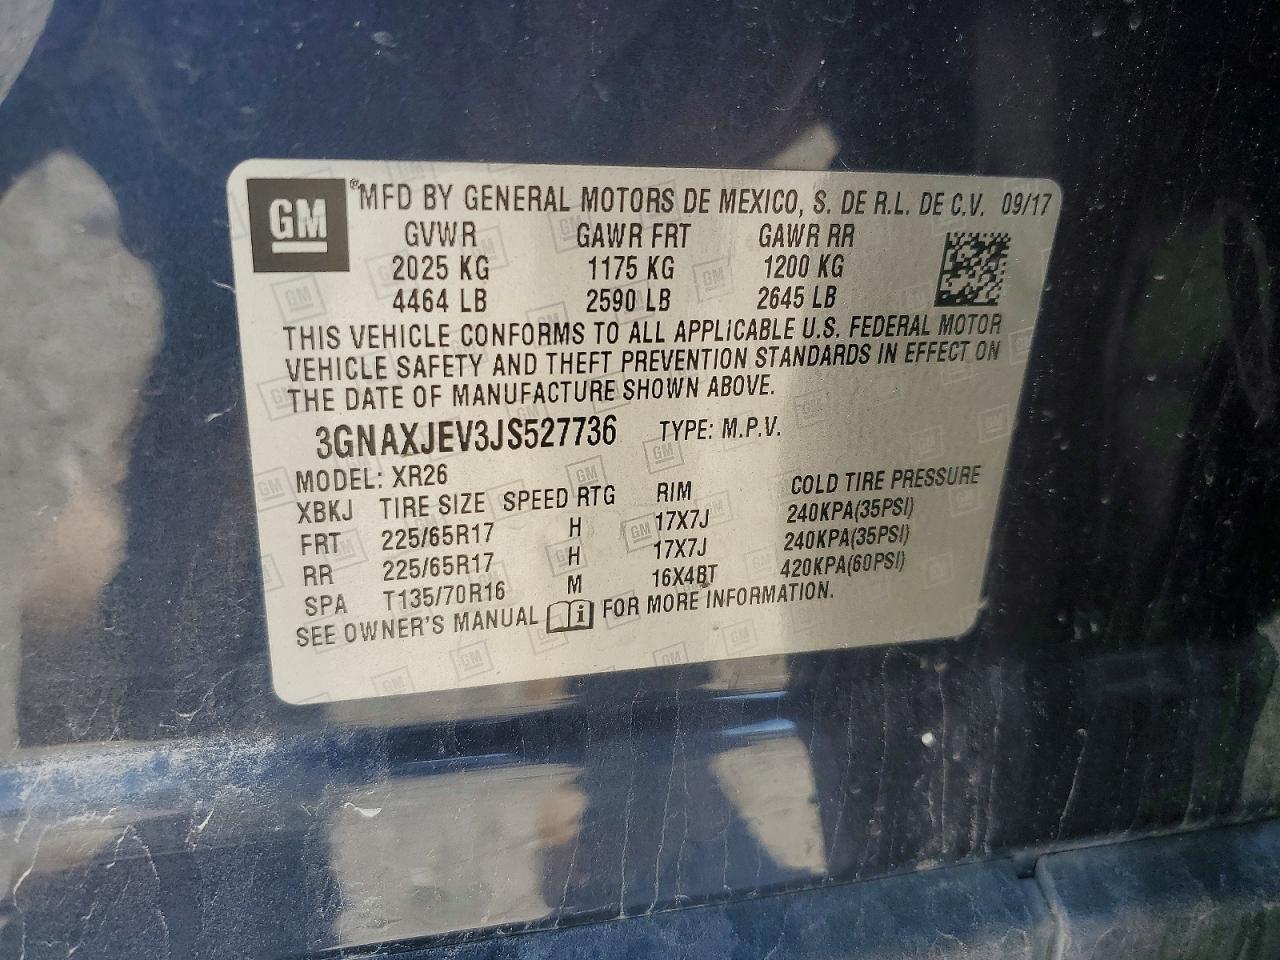 GM ® MFD BY GENERAL MOTORS DE MEXICO, S. DE R.L. DE C.V. 09/17
GVWR GAWR FRT GAWR RR
2025 KG 1175 KG 1200 KG
4464 LB 2590 LB 2645 LB
THIS VEHICLE CONFORMS TO ALL APPLICABLE U.S. FEDERAL MOTOR
VEHICLE SAFETY AND THEFT PREVENTION STANDARDS IN EFFECT ON
THE DATE OF MANUFACTURE SHOWN ABOVE.
3GNAXJEV3JS527736 TYPE: M.P.V.
MODEL: XR26
XBKJ TIRE SIZE SPEED RTG RIM COLD TIRE PRESSURE
FRT 225/65R17 H 17X7J 240KPA(35PSI)
RR 225/65R17 H 17X7J 240KPA(35PSI)
SPA T135/70R16 M 16X4BT 420KPA(60PSI)
SEE OWNER'S MANUAL i FOR MORE INFORMATION.